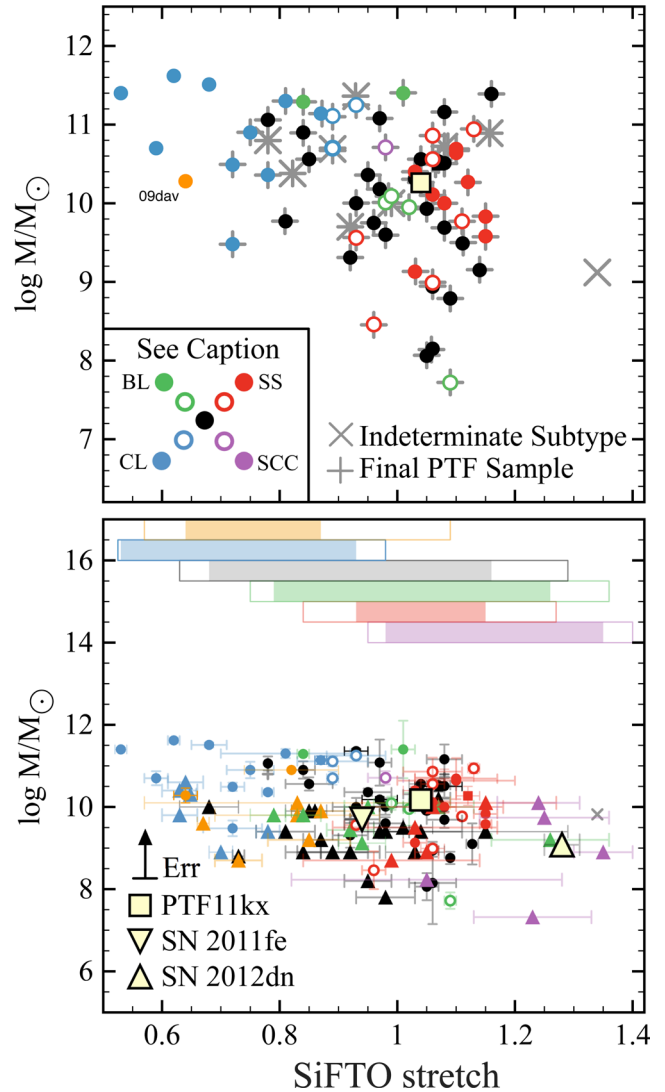 12
11
10
9
8
7
log M/M☉
09dav
See Caption
BL SS
CL SCC
Indeterminate Subtype
Final PTF Sample
16
14
12
10
8
6
log M/M☉
Err
PTF11kx
SN 2011fe
SN 2012dn
0.6 0.8 1 1.2 1.4
SiFTO stretch